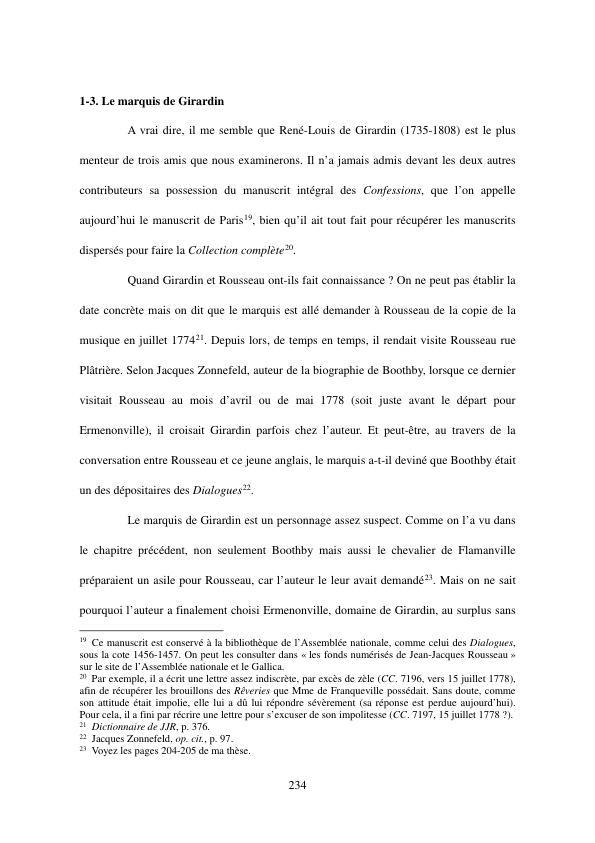 1-3. Le marquis de Girardin
A vrai dire, il me semble que René-Louis de Girardin (1735-1808) est le plus
menteur de trois amis que nous examinerons. Il n’a jamais admis devant les deux autres
contributeurs sa possession du manuscrit intégral des Confessions, que l’on appelle
aujourd’hui le manuscrit de Paris19, bien qu’il ait tout fait pour récupérer les manuscrits
dispersés pour faire la Collection complète20.
Quand Girardin et Rousseau ont-ils fait connaissance ? On ne peut pas établir la
date concrète mais on dit que le marquis est allé demander à Rousseau de la copie de la
musique en juillet 177421. Depuis lors, de temps en temps, il rendait visite Rousseau rue
Plâtrière. Selon Jacques Zonnefeld, auteur de la biographie de Boothby, lorsque ce dernier
visitait Rousseau au mois d’avril ou de mai 1778 (soit juste avant le départ pour
Ermenonville), il croisait Girardin parfois chez l’auteur. Et peut-être, au travers de la
conversation entre Rousseau et ce jeune anglais, le marquis a-t-il deviné que Boothby était
un des dépositaires des Dialogues22.
Le marquis de Girardin est un personnage assez suspect. Comme on l’a vu dans
le chapitre précédent, non seulement Boothby mais aussi le chevalier de Flamanville
préparaient un asile pour Rousseau, car l’auteur le leur avait demandé23. Mais on ne sait
pourquoi l’auteur a finalement choisi Ermenonville, domaine de Girardin, au surplus sans
19 Ce manuscrit est conservé à la bibliothèque de l’Assemblée nationale, comme celui des Dialogues,
sous la cote 1456-1457. On peut les consulter dans « les fonds numérisés de Jean-Jacques Rousseau »
sur le site de l’Assemblée nationale et le Gallica.
20 Par exemple, il a écrit une lettre assez indiscrète, par excès de zèle (CC. 7196, vers 15 juillet 1778),
afin de récupérer les brouillons des Rêveries que Mme de Franqueville possédait. Sans doute, comme
son attitude était impolie, elle lui a dû lui répondre sévèrement (sa réponse est perdue aujourd’hui).
Pour cela, il a fini par récrire une lettre pour s’excuser de son impolitesse (CC. 7197, 15 juillet 1778 ?).
21 Dictionnaire de JJR, p. 376.
22 Jacques Zonnefeld, op. cit., p. 97.
23 Voyez les pages 204-205 de ma thèse.
234